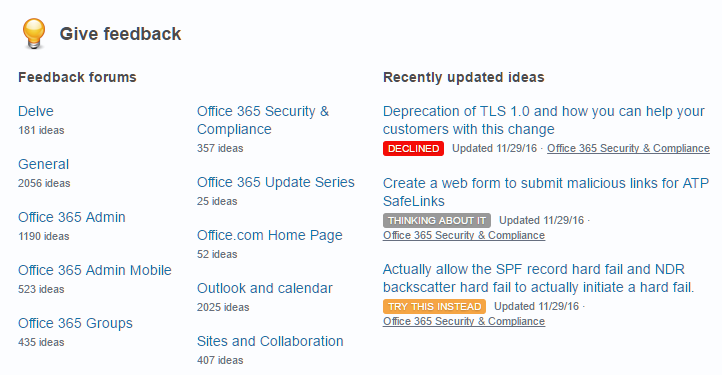 Give feedback
Feedback forums
Delve
181 ideas
General
2056 ideas
Office 365 Admin
1190 ideas
Office 365 Admin Mobile
523 ideas
Office 365 Groups
435 ideas
Office 365 Security &
Compliance
357 ideas
Office 365 Update Series
25 ideas
Office.com Home Page
52 ideas
Outlook and calendar
2025 ideas
Sites and Collaboration
407 ideas
Recently updated ideas
Deprecation of TLS 1.0 and how you can help your
customers with this change
DECLINED Updated 11/29/16 · Office 365 Security & Compliance
Create a web form to submit malicious links for ATP
SafeLinks
THINKING ABOUT IT Updated 11/29/16 ·
Office 365 Security & Compliance
Actually allow the SPF record hard fail and NDR
backscatter hard fail to actually initiate a hard fail.
TRY THIS INSTEAD Updated 11/29/16 ·
Office 365 Security & Compliance